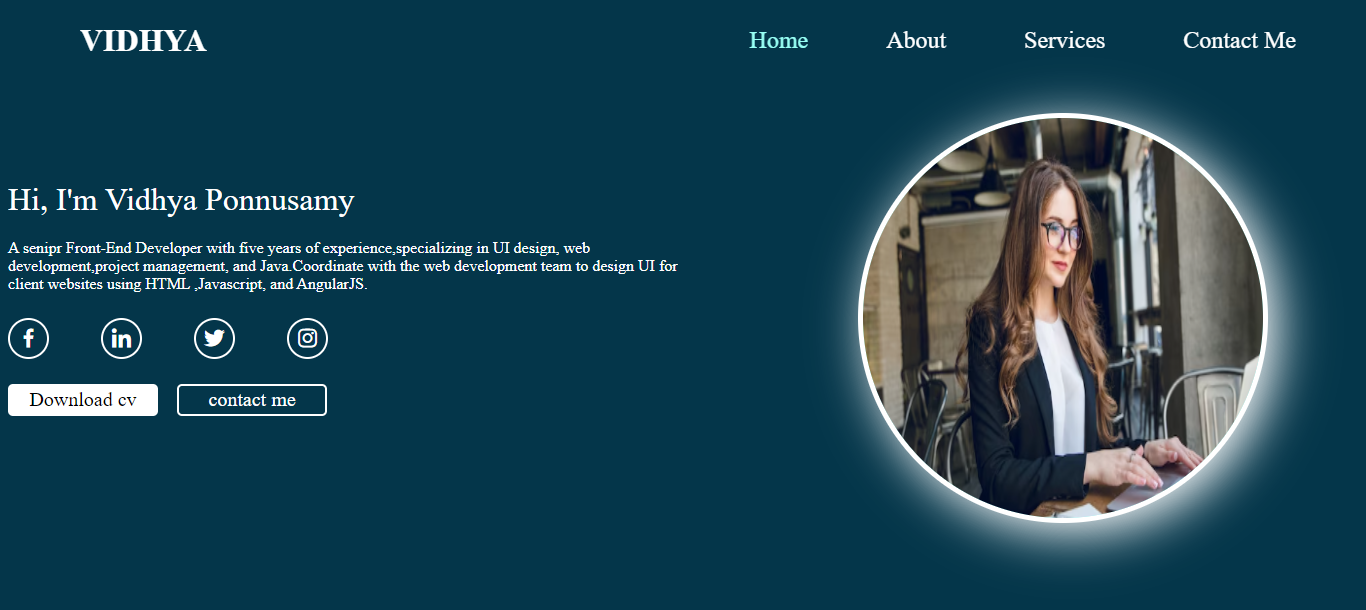 VIDHYA
Home About Services Contact Me
Hi, I'm Vidhya Ponnusamy
A senipr Front-End Developer with five years of experience,specializing in UI design, web
development,project management, and Java.Coordinate with the web development team to design UI for
client websites using HTML ,Javascript, and AngularJS.
Download cv contact me